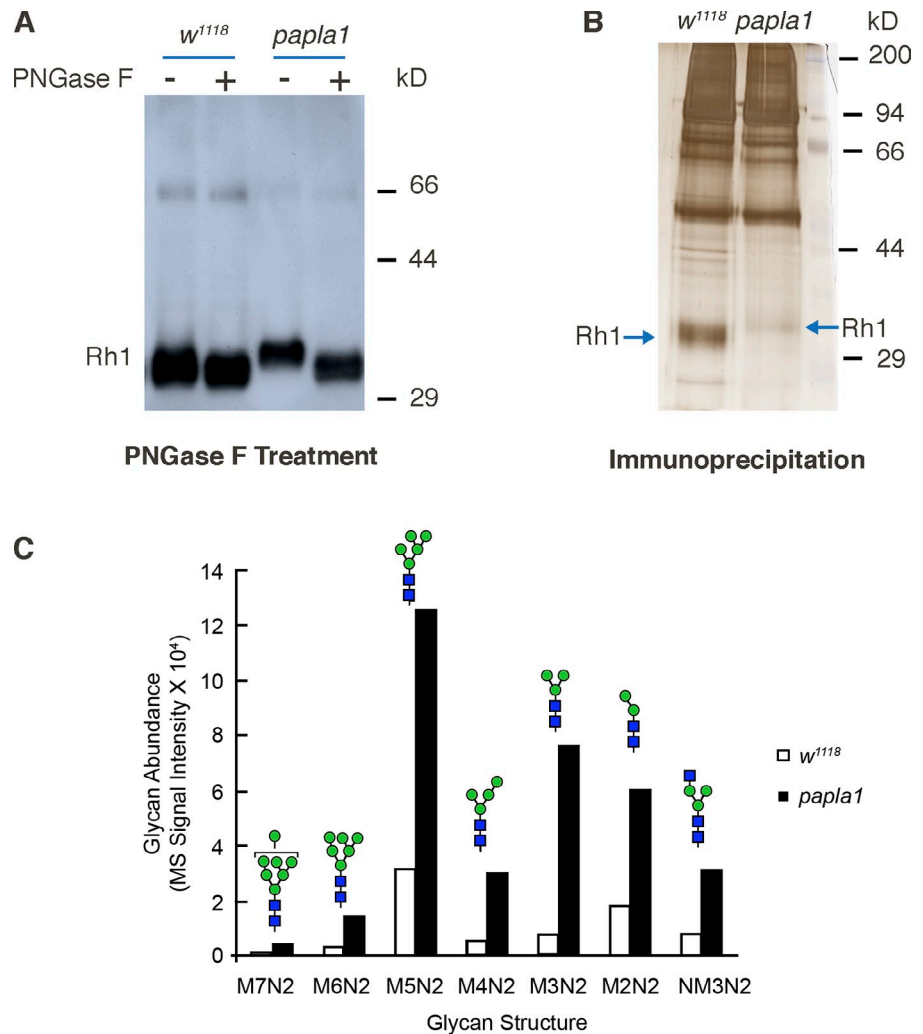 A
w1118 papla1
PNGase F - + - + kD
66
44
Rh1
29
PNGase F Treatment
B
w1118 papla1 kD
200
94
66
44
Rh1 Rh1
29
Immunoprecipitation
C
Glycan Abundance
(MS Signal Intensity X 10⁴)
14
12
10
8
6
4
2
0
w1118
papla1
M7N2 M6N2 M5N2 M4N2 M3N2 M2N2 NM3N2
Glycan Structure